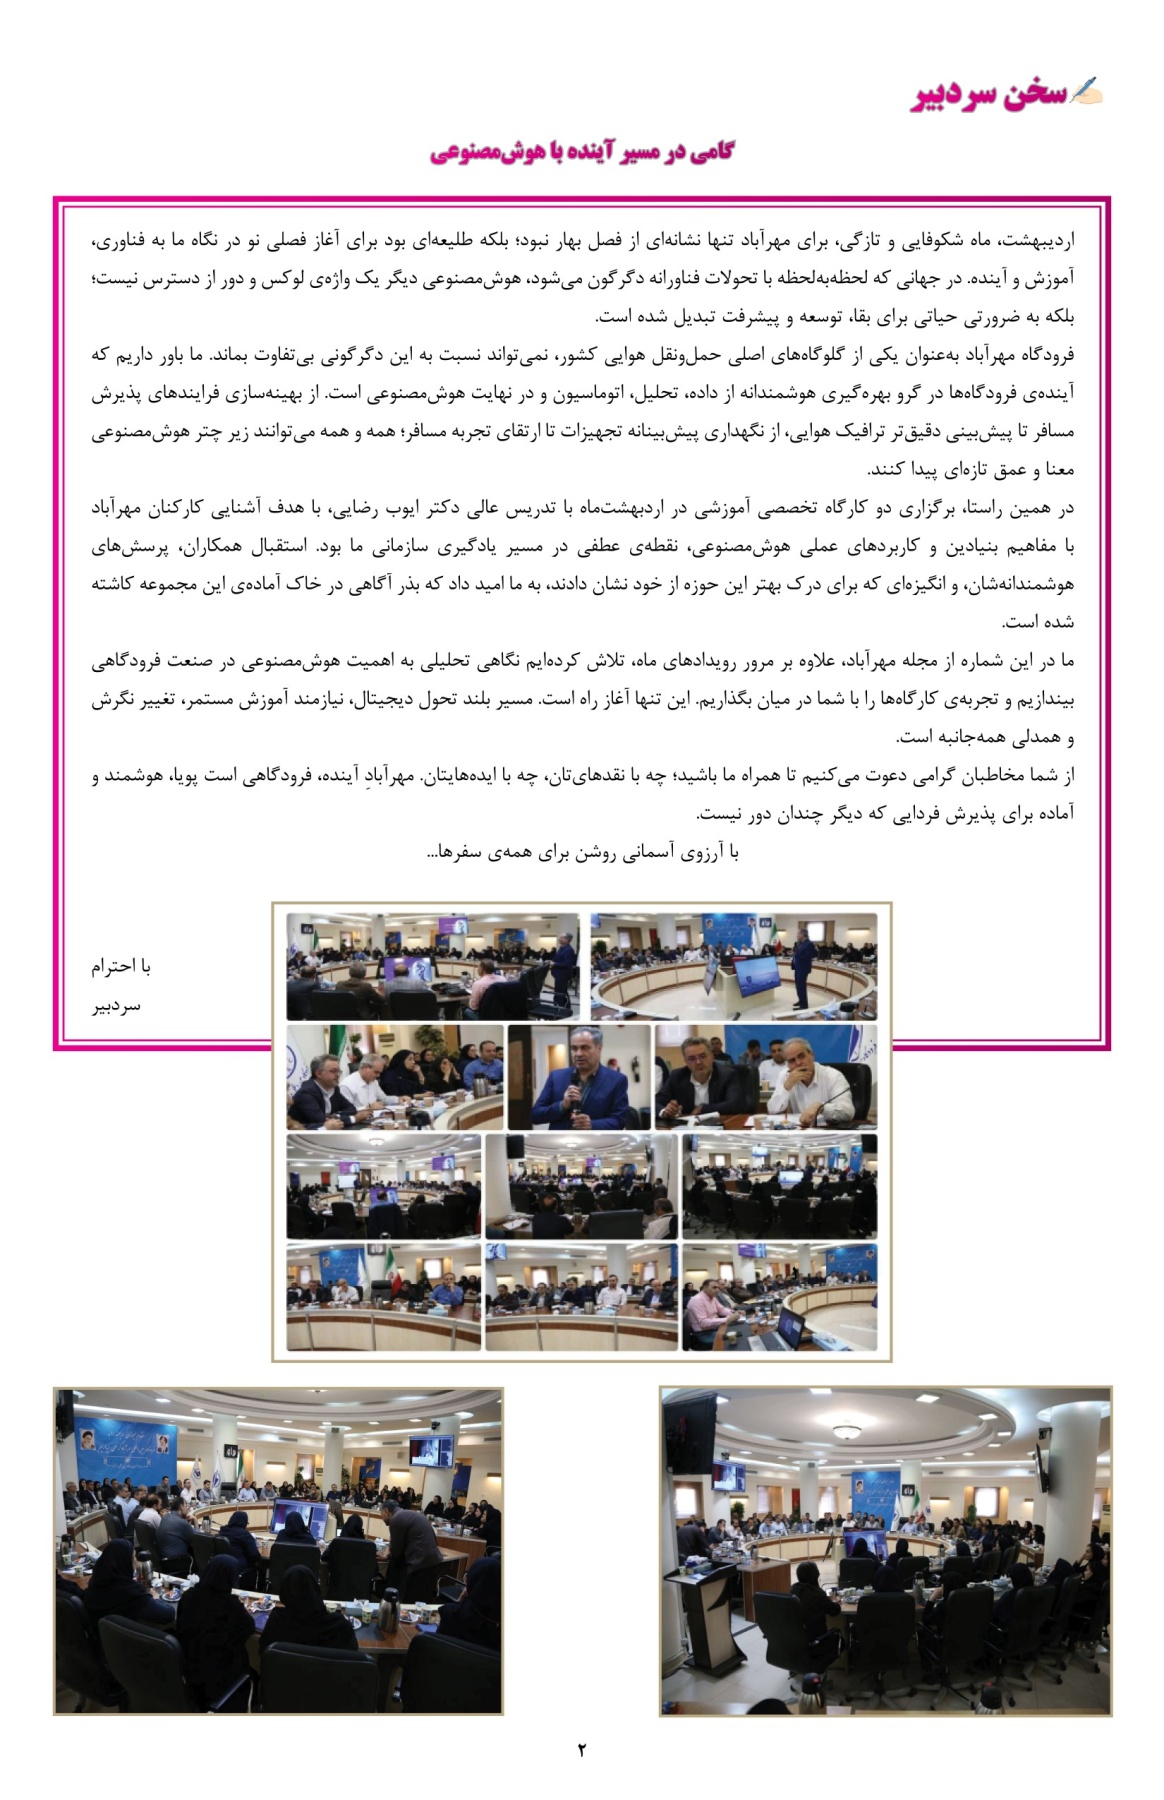 سخن سردبیر
گامی در مسیر آینده با هوش‌مصنوعی
اردیبهشت، ماه شکوفایی و تازگی، برای مهرآباد تنها نشانه‌ای از فصل بهار نبود؛ بلکه طلیعه‌ای بود برای آغاز فصلی نو در نگاه ما به فناوری،
آموزش و آینده. در جهانی که لحظه‌به‌لحظه با تحولات فناورانه دگرگون می‌شود، هوش‌مصنوعی دیگر یک واژه‌ی لوکس و دور از دسترس نیست؛
بلکه به ضرورتی حیاتی برای بقا، توسعه و پیشرفت تبدیل شده است.
فرودگاه مهرآباد به‌عنوان یکی از گلوگاه‌های اصلی حمل‌ونقل هوایی کشور، نمی‌تواند نسبت به این دگرگونی بی‌تفاوت بماند. ما باور داریم که
آینده‌ی فرودگاه‌ها در گرو بهره‌گیری هوشمندانه از داده، تحلیل، اتوماسیون و در نهایت هوش‌مصنوعی است. از بهینه‌سازی فرایندهای پذیرش
مسافر تا پیش‌بینی دقیق‌تر ترافیک هوایی، از نگهداری پیش‌بینانه تجهیزات تا ارتقای تجربه مسافر؛ همه و همه می‌توانند زیر چتر هوش‌مصنوعی
معنا و عمق تازه‌ای پیدا کنند.
در همین راستا، برگزاری دو کارگاه تخصصی آموزشی در اردبهشت‌ماه با تدریس عالی دکتر ایوب رضایی، با هدف آشنایی کارکنان مهرآباد
با مفاهیم بنیادین و کاربردهای عملی هوش‌مصنوعی، نقطه‌ی عطفی در مسیر یادگیری سازمانی ما بود. استقبال همکاران، پرسش‌های
هوشمندانه‌شان، و انگیزه‌ای که برای درک بهتر این حوزه از خود نشان دادند، به ما امید داد که بذر آگاهی در خاک آماده‌ی این مجموعه کاشته
شده است.
ما در این شماره از مجله مهرآباد، علاوه بر مرور رویدادهای ماه، تلاش کرده‌ایم نگاهی تحلیلی به اهمیت هوش‌مصنوعی در صنعت فرودگاهی
بیندازیم و تجربه‌ی کارگاه‌ها را با شما در میان بگذاریم. این تنها آغاز راه است. مسیر بلند تحول دیجیتال، نیازمند آموزش مستمر، تغییر نگرش
و همدلی همه‌جانبه است.
از شما مخاطبان گرامی دعوت می‌کنیم تا همراه ما باشید؛ چه با نقدهای‌تان، چه با ایده‌هایتان. مهرآبادِ آینده، فرودگاهی است پویا، هوشمند و
آماده برای پذیرش فردایی که دیگر چندان دور نیست.
با آرزوی آسمانی روشن برای همه‌ی سفرها...
با احترام
سردبیر
۲